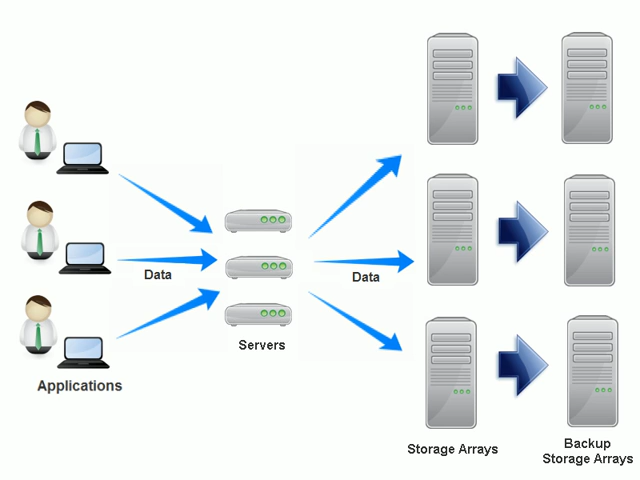 Data
Data
Servers
Applications
Storage Arrays
Backup
Storage Arrays